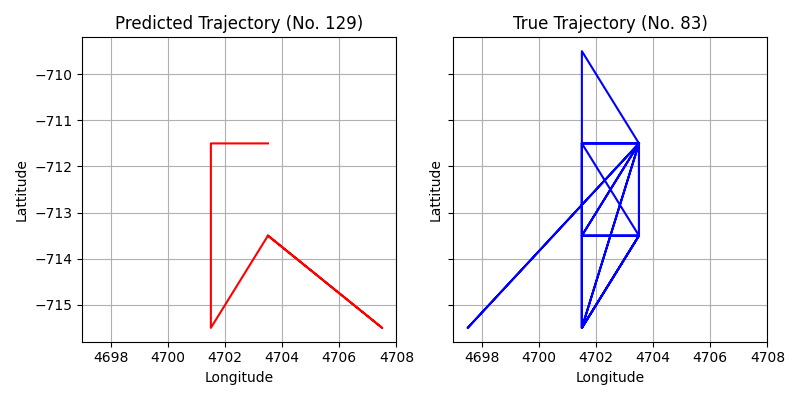 Predicted Trajectory (No. 129)
True Trajectory (No. 83)
Lattitude
−710
−711
−712
−713
−714
−715
4698 4700 4702 4704 4706 4708
Longitude
Lattitude
4698 4700 4702 4704 4706 4708
Longitude